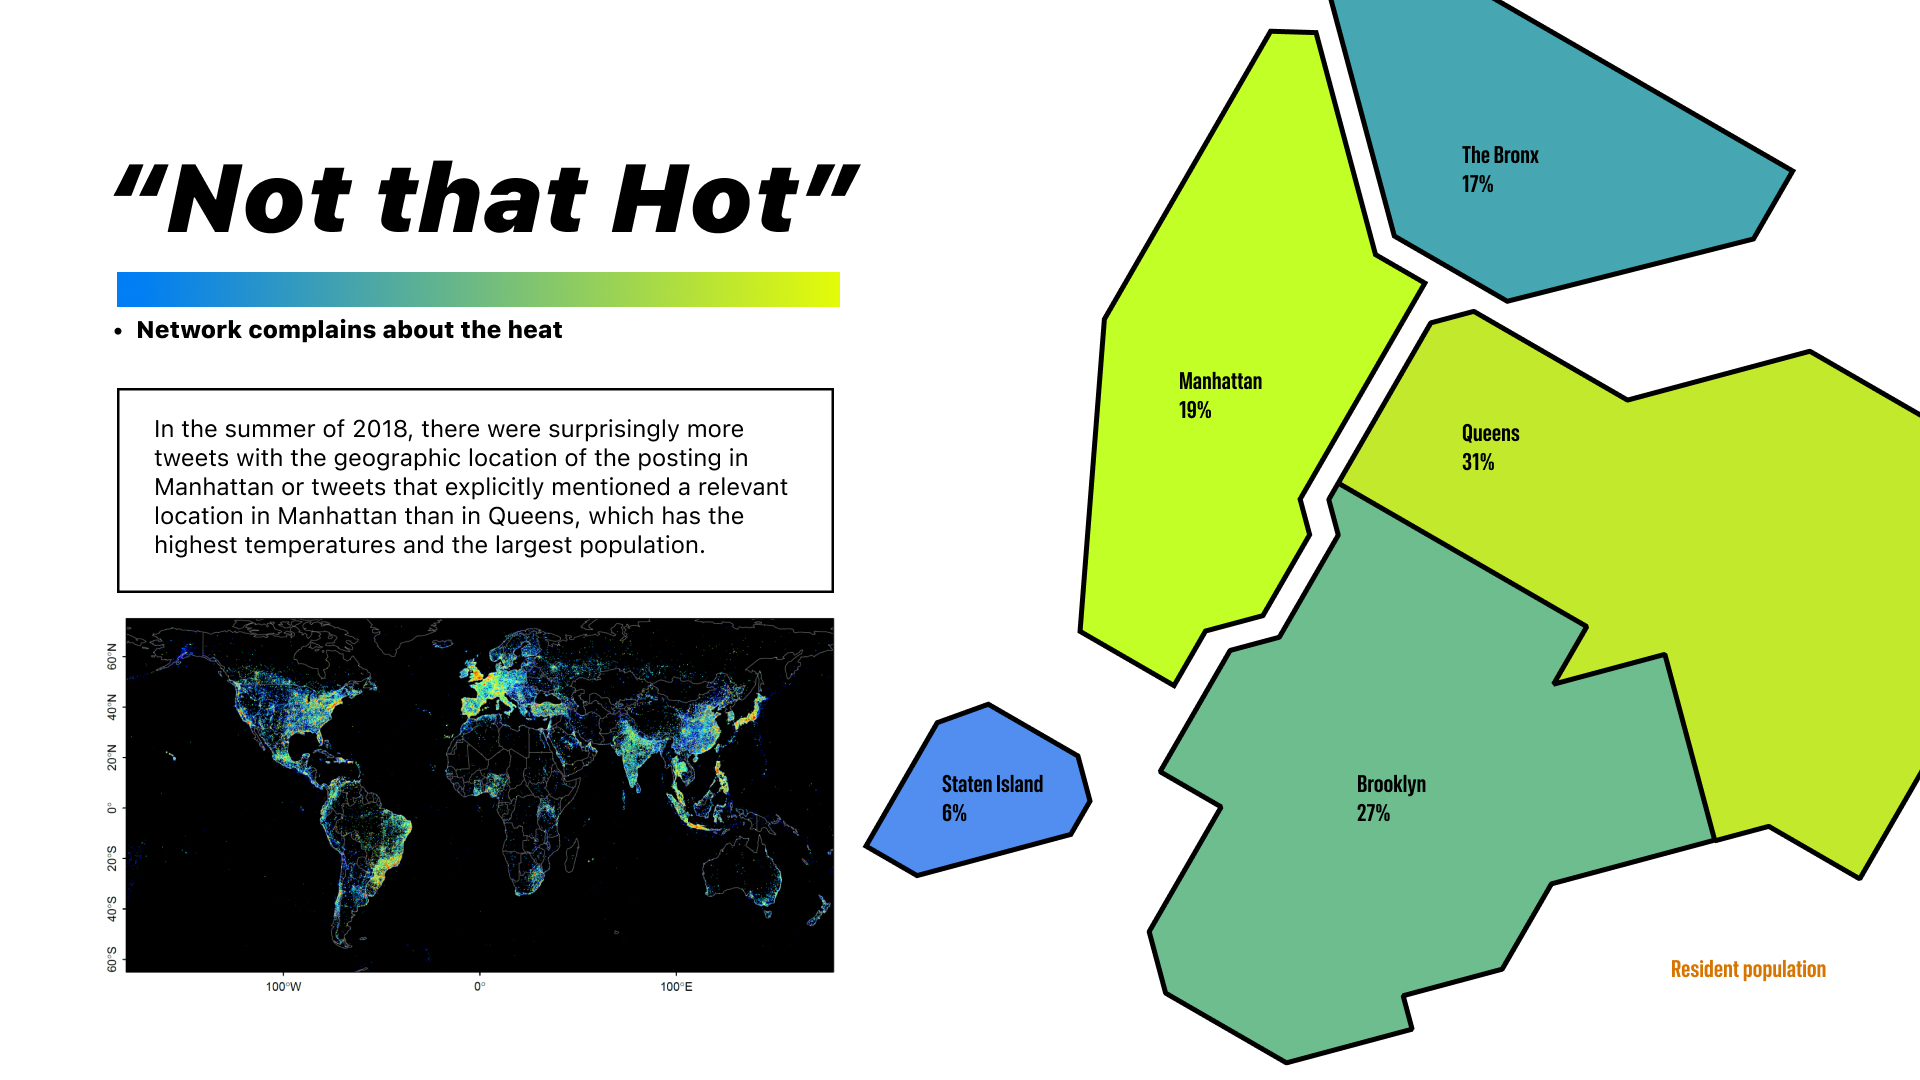 “Not that Hot”
• Network complains about the heat
In the summer of 2018, there were surprisingly more
tweets with the geographic location of the posting in
Manhattan or tweets that explicitly mentioned a relevant
location in Manhattan than in Queens, which has the
highest temperatures and the largest population.
60°N
40°N
20°N
0°
20°S
40°S
60°S
100°W
0°
100°E
The Bronx
17%
Manhattan
19%
Queens
31%
Staten Island
6%
Brooklyn
27%
Resident population